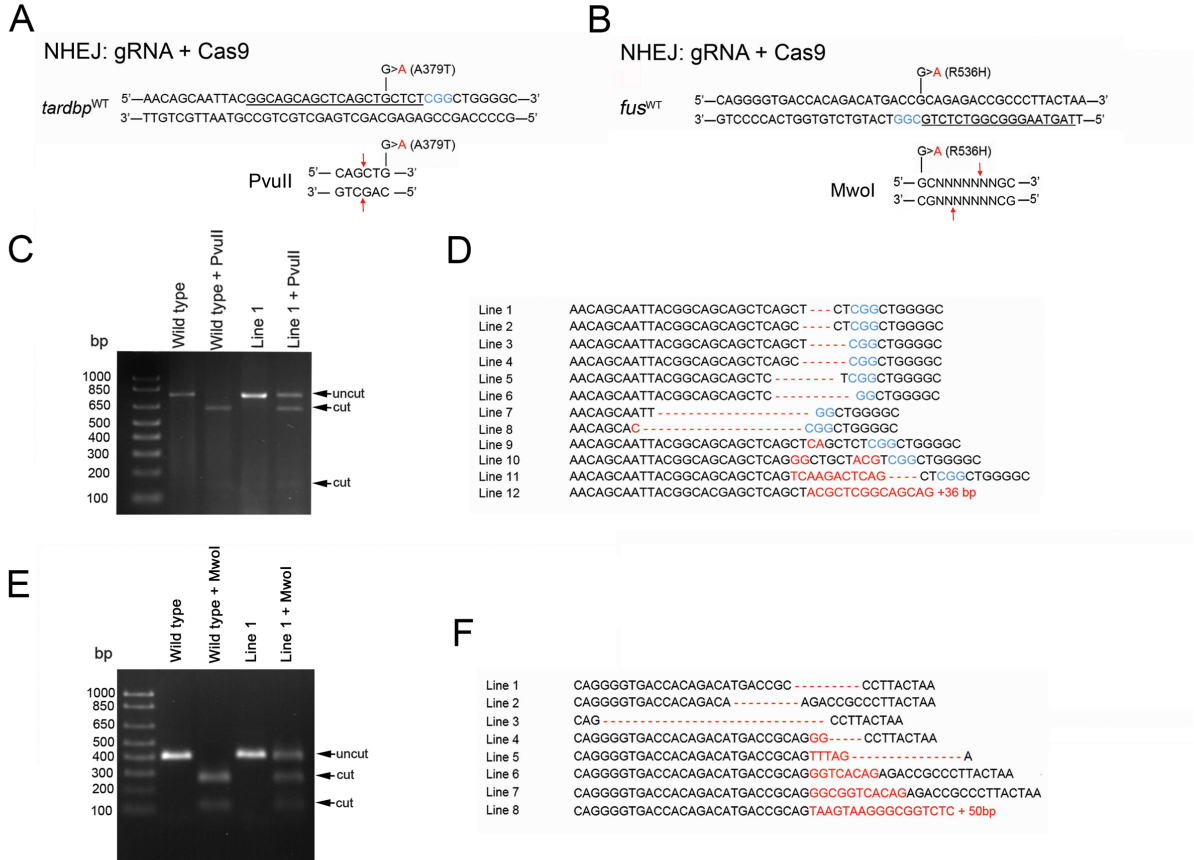 A
NHEJ: gRNA + Cas9
G>A (A379T)
tardbpWT
5'—AACAGCAATTACGGCAGCAGCTCAGCTGCTCTCGGCTGGGGC—3'
3'—TTGTCGTTAATGCCGTCGTCGAGTCGACGAGAGCCGACCCCG—5'
G>A (A379T)
PvuII
5'— CAGCTG —3'
3'— GTCGAC —5'
B
NHEJ: gRNA + Cas9
G>A (R536H)
fusWT
5'—CAGGGGTGACCACAGACATGACCGCAGAGACCGCCCTTACTAA—3'
3'—GTCCCCACTGGTGTCTGTACTGGCGTCTCTGGCGGGAATGATT—5'
G>A (R536H)
MwoI
5'—GCNNNNNNNGC—3'
3'—CGNNNNNNNCG—5'
C
Wild type
Wild type + PvuII
Line 1
Line 1 + PvuII
bp
1000
850
650
500
400
300
200
100
uncut
cut
cut
D
Line 1 AACAGCAATTACGGCAGCAGCTCAGCT---CTCGGCTGGGGC
Line 2 AACAGCAATTACGGCAGCAGCTCAGC----CTCGGCTGGGGC
Line 3 AACAGCAATTACGGCAGCAGCTCAGCT-----CGGCTGGGGC
Line 4 AACAGCAATTACGGCAGCAGCTCAGC------CGGCTGGGGC
Line 5 AACAGCAATTACGGCAGCAGCTC--------TCGGCTGGGGC
Line 6 AACAGCAATTACGGCAGCAGCTC----------GGCTGGGGC
Line 7 AACAGCAATT-----------------------GGCTGGGGC
Line 8 AACAGCAC------------------------CGGCTGGGGC
Line 9 AACAGCAATTACGGCAGCAGCTCAGCTCAGCTCTCGGCTGGGGC
Line 10 AACAGCAATTACGGCAGCAGCTCAGGGCTGCTACGTCGGCTGGGGC
Line 11 AACAGCAATTACGGCAGCAGCTCAGTCAAGACTCAG----CTCGGCTGGGGC
Line 12 AACAGCAATTACGGCACGAGCTCAGCTACGCTCGGCAGCAG +36 bp
E
Wild type
Wild type + MwoI
Line 1
Line 1 + MwoI
bp
1000
850
650
500
400
300
200
100
uncut
cut
cut
F
Line 1 CAGGGGTGACCACAGACATGACCGC----------CCTTACTAA
Line 2 CAGGGGTGACCACAGACA----------AGACCGCCCTTACTAA
Line 3 CAG--------------------------------CCTTACTAA
Line 4 CAGGGGTGACCACAGACATGACCGCAGGG-----CCTTACTAA
Line 5 CAGGGGTGACCACAGACATGACCGCAGTTTAG----------------A
Line 6 CAGGGGTGACCACAGACATGACCGCAGGGTCACAGAGACCGCCCTTACTAA
Line 7 CAGGGGTGACCACAGACATGACCGCAGGGCGGTCACAGAGACCGCCCTTACTAA
Line 8 CAGGGGTGACCACAGACATGACCGCAGTAAGTAAGGGCGGTCTC + 50bp